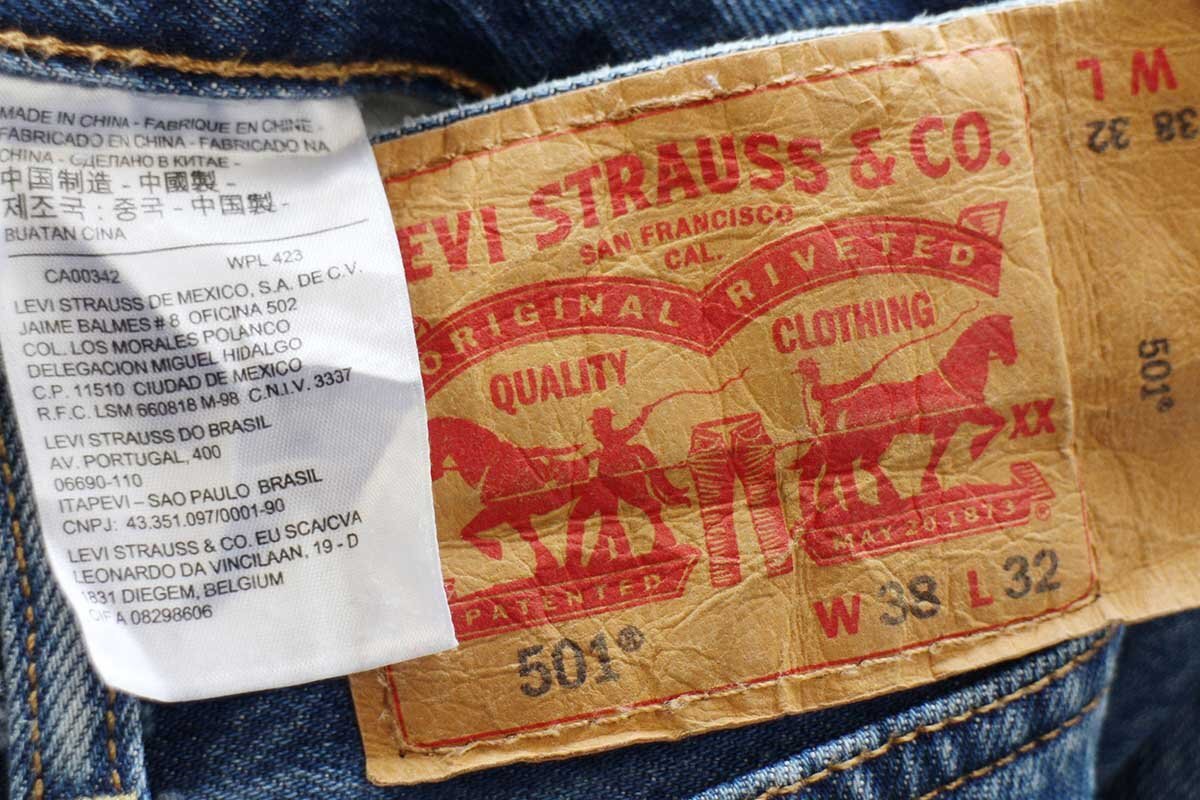 MADE IN CHINA - FABRIQUE EN CHINE -
FABRICADO EN CHINA - FABRICADO NA
CHINA - СДЕЛАНО В КИТАЕ -
中国制造 - 中國製 -
제조국 : 중국 - 中国製 -
BUATAN CINA
CA00342 WPL 423
LEVI STRAUSS DE MEXICO, S.A. DE C.V.
JAIME BALMES # 8 OFICINA 502
COL. LOS MORALES POLANCO
DELEGACION MIGUEL HIDALGO
C.P. 11510 CIUDAD DE MEXICO
R.F.C. LSM 660818 M-98 C.N.I.V. 3337
LEVI STRAUSS DO BRASIL
AV. PORTUGAL, 400
06690-110
ITAPEVI – SAO PAULO BRASIL
CNPJ: 43.351.097/0001-90
LEVI STRAUSS & CO. EU SCA/CVA
LEONARDO DA VINCILAAN, 19 - D
1831 DIEGEM, BELGIUM
CIF A 08298606
LEVI STRAUSS & CO.
SAN FRANCISCO
CAL.
ORIGINAL RIVETED
QUALITY CLOTHING
XX
PATENTED MAY 20 1873 ®
501® W 38 L 32
W L
38 32
501®